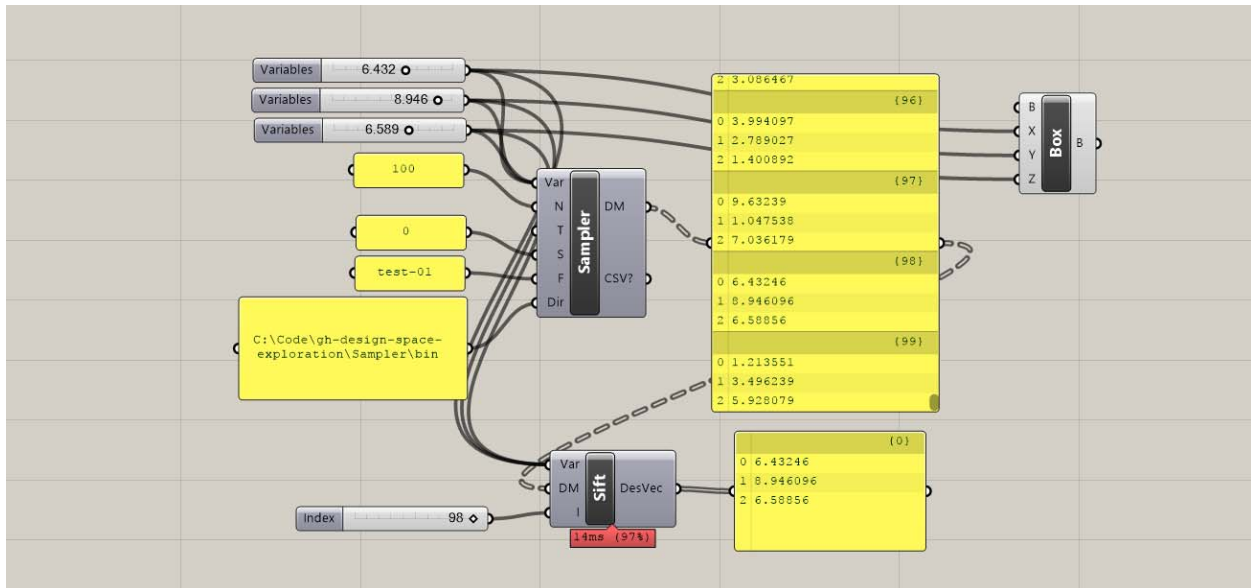 Variables 6.432
Variables 8.946
Variables 6.589
100
0
test-01
C:\Code\gh-design-space-
exploration\Sampler\bin
Var
N
T
S
F
Dir
Sampler
DM
CSV?
2 3.086467
{96}
0 3.994097
1 2.789027
2 1.400892
{97}
0 9.63239
1 1.047538
2 7.036179
{98}
0 6.43246
1 8.946096
2 6.58856
{99}
0 1.213551
1 3.496239
2 5.928079
B
X
Y
Z
Box
B
Index 98
Var
DM
I
Sift
DesVec
14ms (97%)
{0}
0 6.43246
1 8.946096
2 6.58856